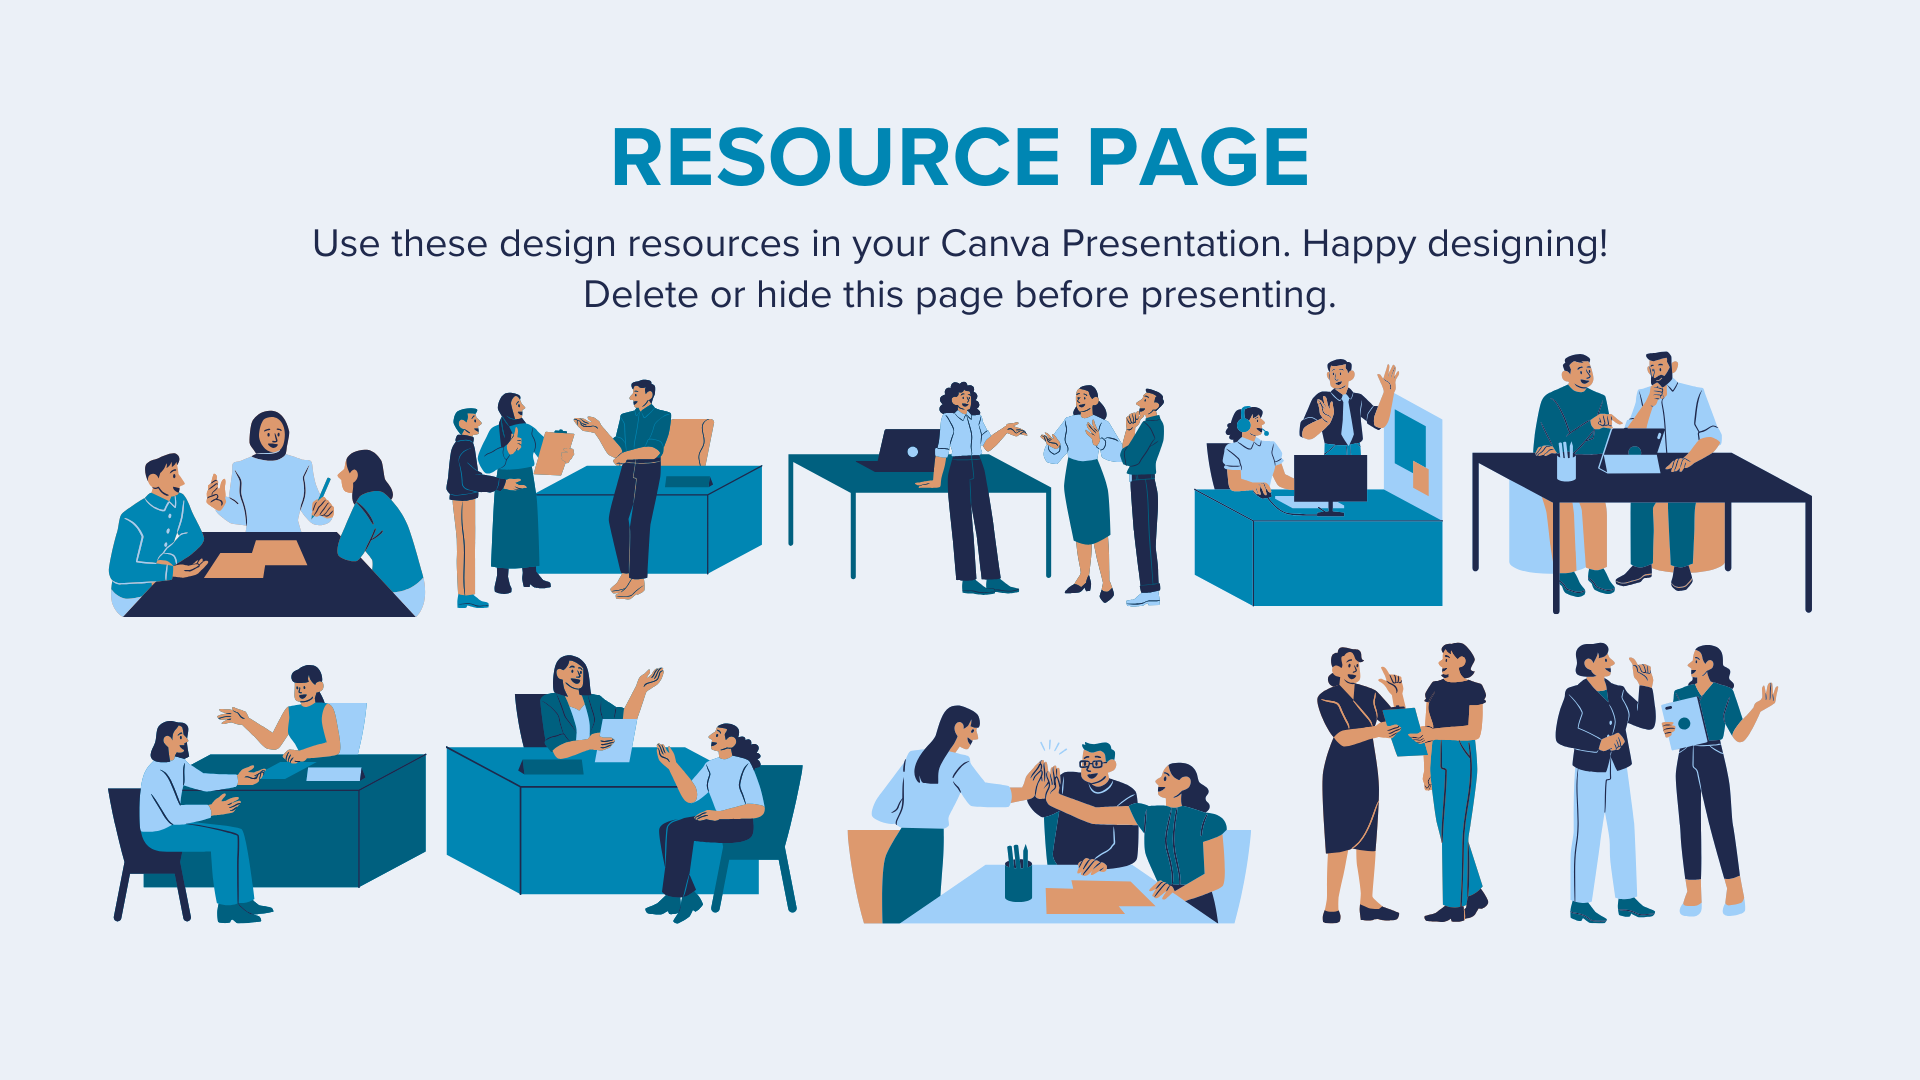 RESOURCE PAGE
Use these design resources in your Canva Presentation. Happy designing!
Delete or hide this page before presenting.